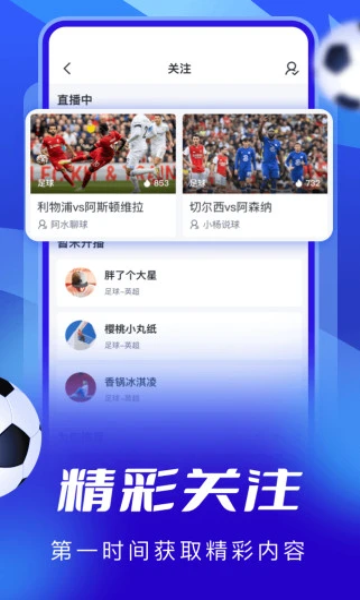 关注
直播中
足球
853
足球
732
利物浦vs阿斯顿维拉
切尔西vs阿森纳
阿水聊球
小杨说球
暂未开播
胖了个大星
足球-英超
樱桃小丸纸
足球-英超
香锅冰淇凌
足球-英超
精彩关注
第一时间获取精彩内容